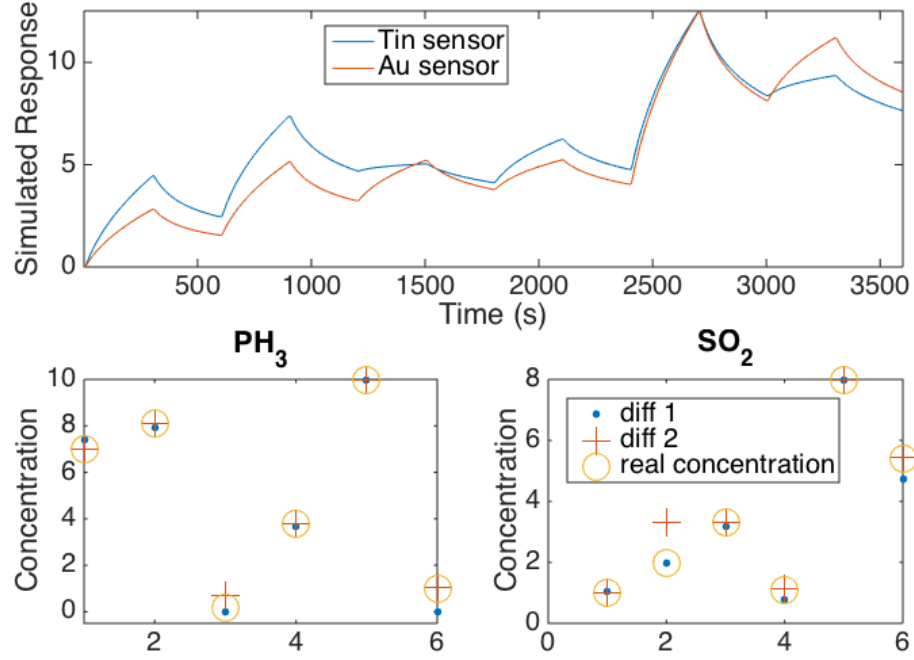 Simulated Response
10
5
0
Tin sensor
Au sensor
500 1000 1500 2000 2500 3000 3500
Time (s)
PH3
Concentration
10
8
6
4
2
0
2 4 6
SO2
Concentration
8
6
4
2
0
diff 1
diff 2
real concentration
0 2 4 6